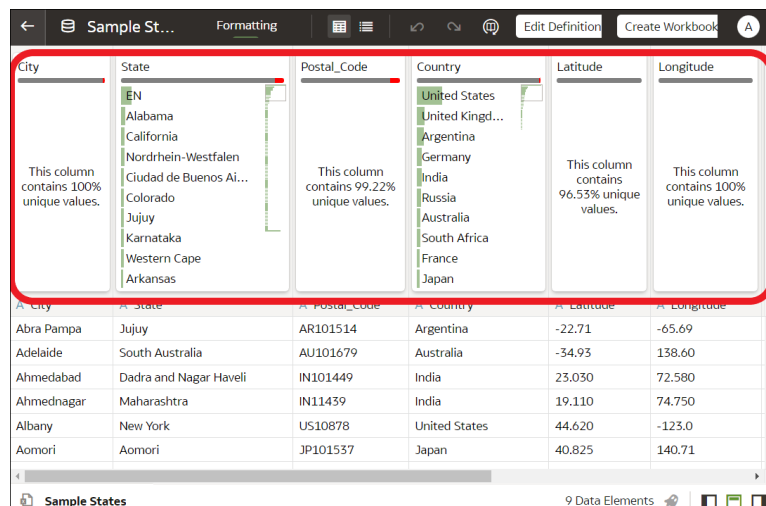 Sample St... Formatting Edit Definition Create Workbook A
City State Postal_Code Country Latitude Longitude
This column
contains 100%
unique values.
EN
Alabama
California
Nordrhein-Westfalen
Ciudad de Buenos Ai...
Colorado
Jujuy
Karnataka
Western Cape
Arkansas
This column
contains 99.22%
unique values.
United States
United Kingd...
Argentina
Germany
India
Russia
Australia
South Africa
France
Japan
This column
contains
96.53% unique
values.
This column
contains 100%
unique values.
A City A State A Postal_Code A Country A Latitude A Longitude
Abra Pampa Jujuy AR101514 Argentina -22.71 -65.69
Adelaide South Australia AU101679 Australia -34.93 138.60
Ahmedabad Dadra and Nagar Haveli IN101449 India 23.030 72.580
Ahmednagar Maharashtra IN11439 India 19.110 74.750
Albany New York US10878 United States 44.620 -123.0
Aomori Aomori JP101537 Japan 40.825 140.71
Sample States 9 Data Elements